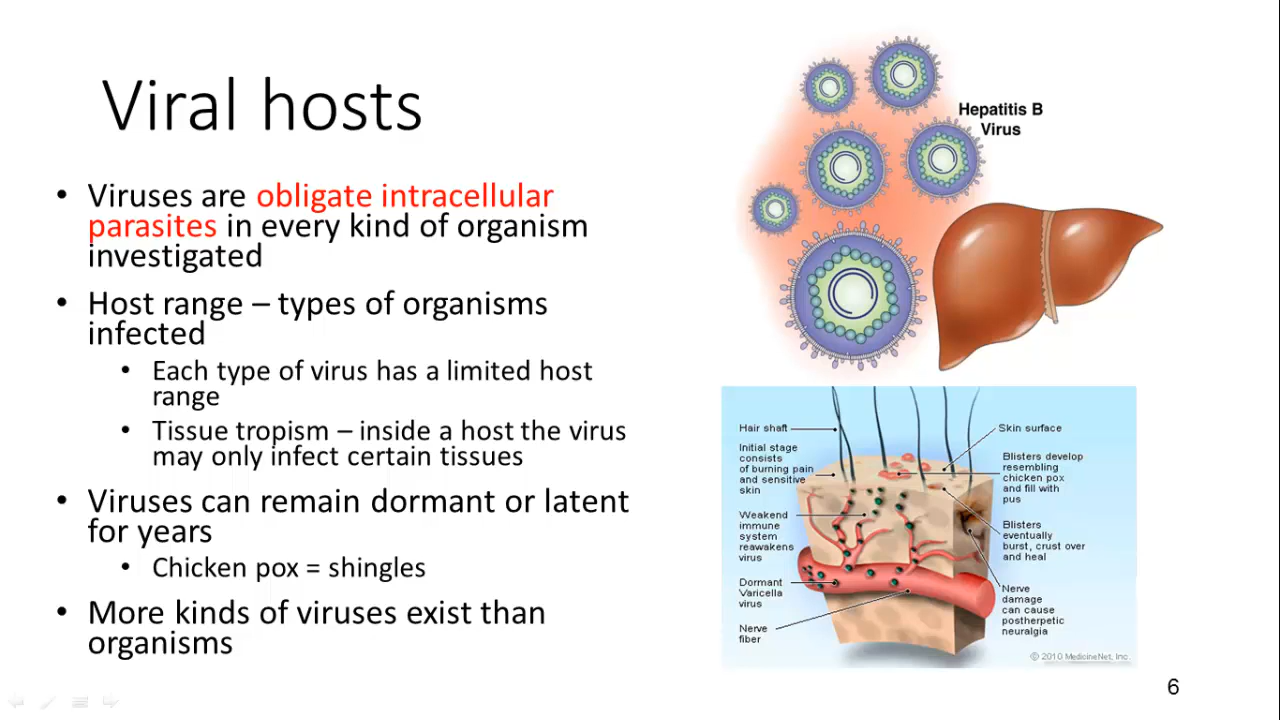 Viral hosts
• Viruses are obligate intracellular
parasites in every kind of organism
investigated
• Host range – types of organisms
infected
• Each type of virus has a limited host
range
• Tissue tropism – inside a host the virus
may only infect certain tissues
• Viruses can remain dormant or latent
for years
• Chicken pox = shingles
• More kinds of viruses exist than
organisms
Hepatitis B
Virus
Hair shaft
Initial stage
consists
of burning pain
and sensitive
skin
Weakend
immune
system
reawakens
virus
Dormant
Varicella
virus
Nerve
fiber
Skin surface
Blisters develop
resembling
chicken pox
and fill with
pus
Blisters
eventually
burst, crust over
and heal
Nerve
damage
can cause
postherpetic
neuralgia
© 2010 MedicineNet, Inc.
6